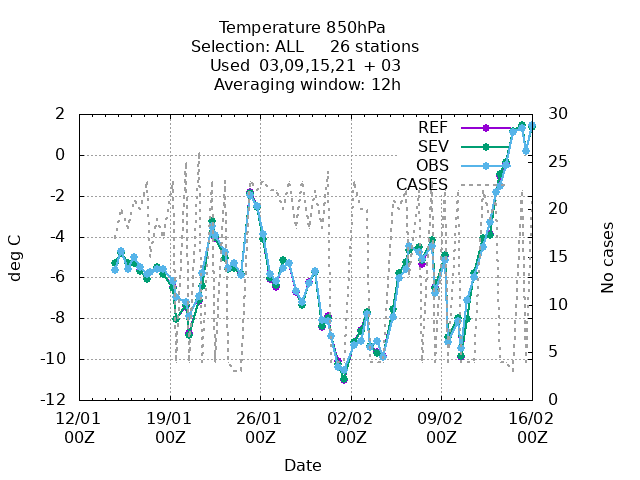 Temperature 850hPa
Selection: ALL 26 stations
Used 03,09,15,21 + 03
Averaging window: 12h
REF
SEV
OBS
CASES
2
0
-2
-4
-6
-8
-10
-12
30
25
20
15
10
5
0
deg C
No cases
12/01 19/01 26/01 02/02 09/02 16/02
00Z 00Z 00Z 00Z 00Z 00Z
Date